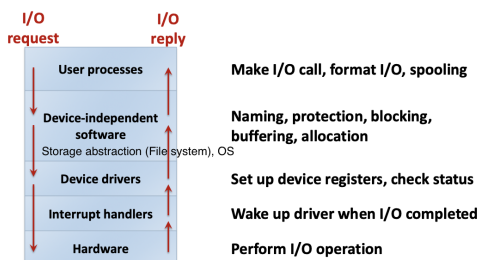 I/O
request
I/O
reply
User processes
Make I/O call, format I/O, spooling
Device-independent
software
Naming, protection, blocking,
buffering, allocation
Storage abstraction (File system), OS
Device drivers
Set up device registers, check status
Interrupt handlers
Wake up driver when I/O completed
Hardware
Perform I/O operation